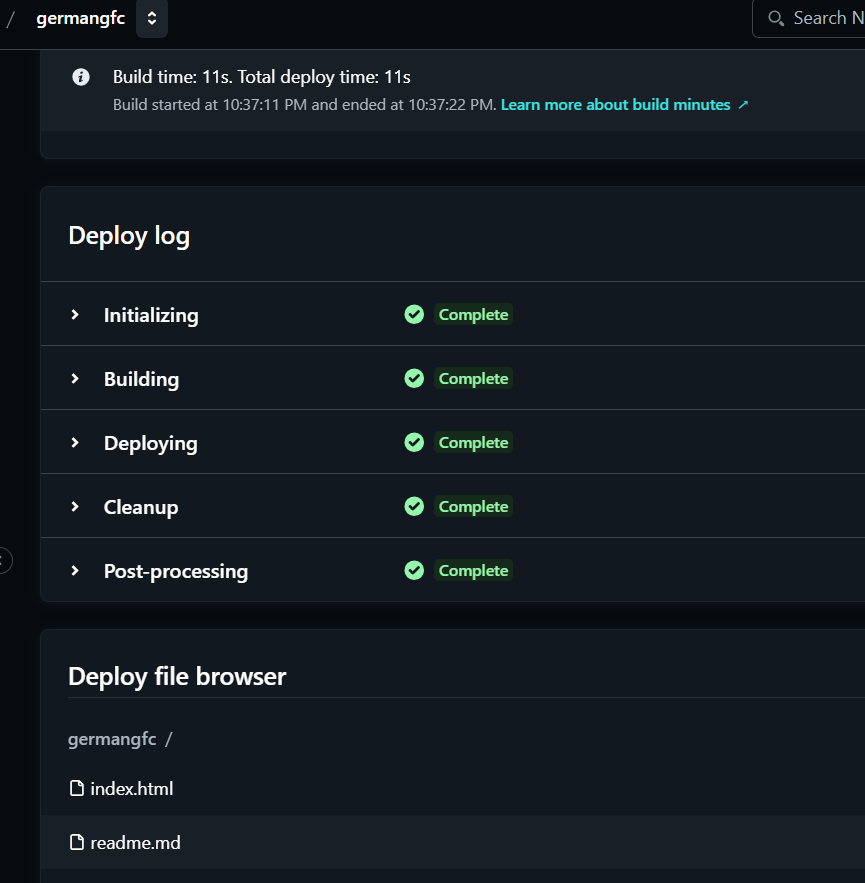 / germangfc
Search N
Build time: 11s. Total deploy time: 11s
Build started at 10:37:11 PM and ended at 10:37:22 PM. Learn more about build minutes ↗
Deploy log
Initializing Complete
Building Complete
Deploying Complete
Cleanup Complete
Post-processing Complete
Deploy file browser
germangfc /
index.html
readme.md